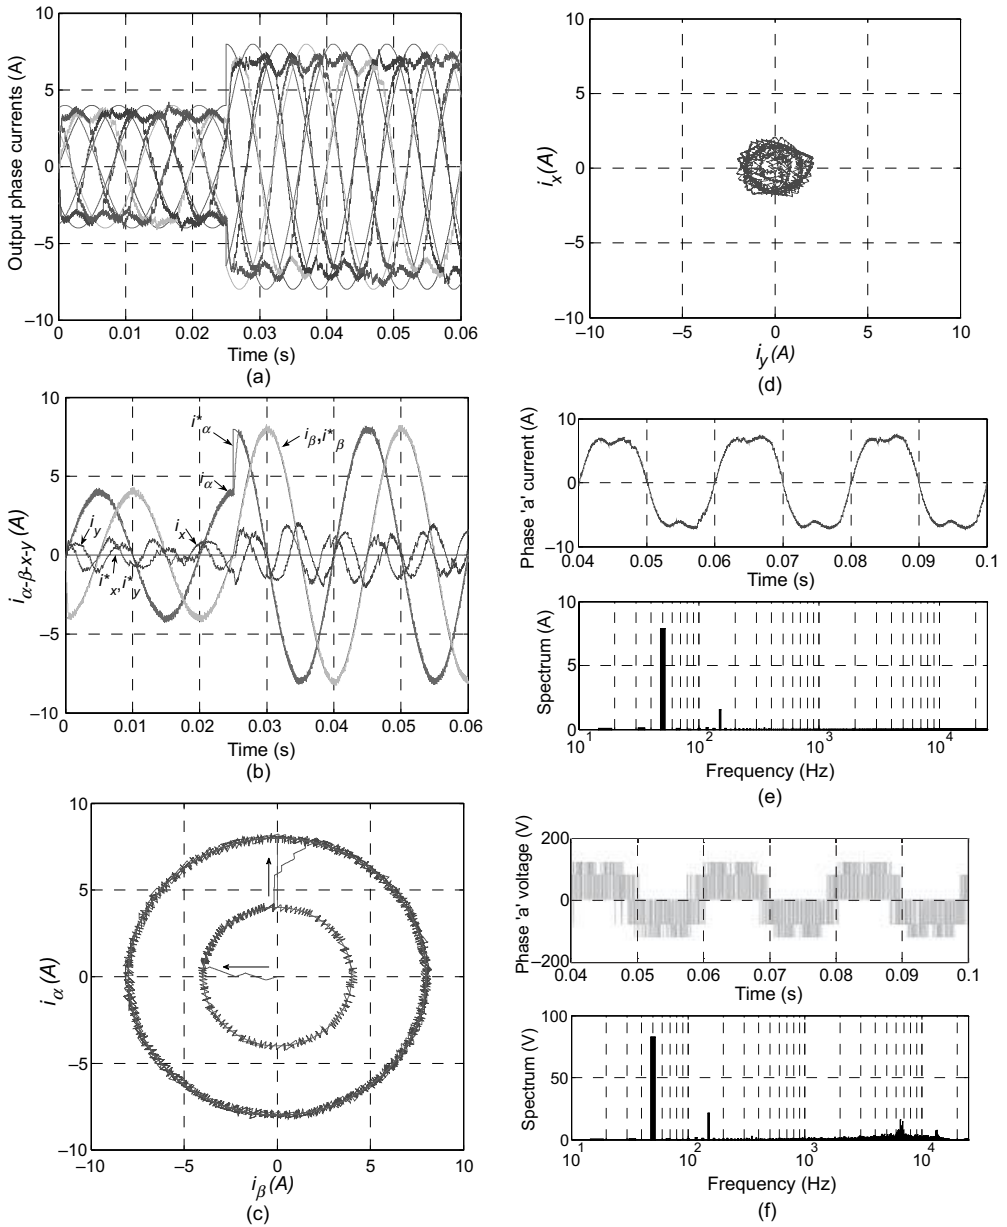 Output phase currents (A)
10
5
0
−5
−10
0
0.01
0.02
0.03
0.04
0.05
0.06
Time (s)
(a)
i_α-β-x-y (A)
10
5
0
−5
−10
i*_α
i_β,i*_β
i_α
i_y
i_x
i*_x,i*_y
0
0.01
0.02
0.03
0.04
0.05
0.06
Time (s)
(b)
i_α (A)
10
5
0
−5
−10
−10
−5
0
5
10
i_β (A)
(c)
i_x (A)
10
5
0
−5
−10
−10
−5
0
5
10
i_y (A)
(d)
Phase 'a' current (A)
10
0
−10
0.04
0.05
0.06
0.07
0.08
0.09
0.1
Time (s)
Spectrum (A)
10
5
0
10^1
10^2
10^3
10^4
Frequency (Hz)
(e)
Phase 'a' voltage (V)
200
0
−200
0.04
0.05
0.06
0.07
0.08
0.09
0.1
Time (s)
Spectrum (V)
100
50
0
10^1
10^2
10^3
10^4
Frequency (Hz)
(f)